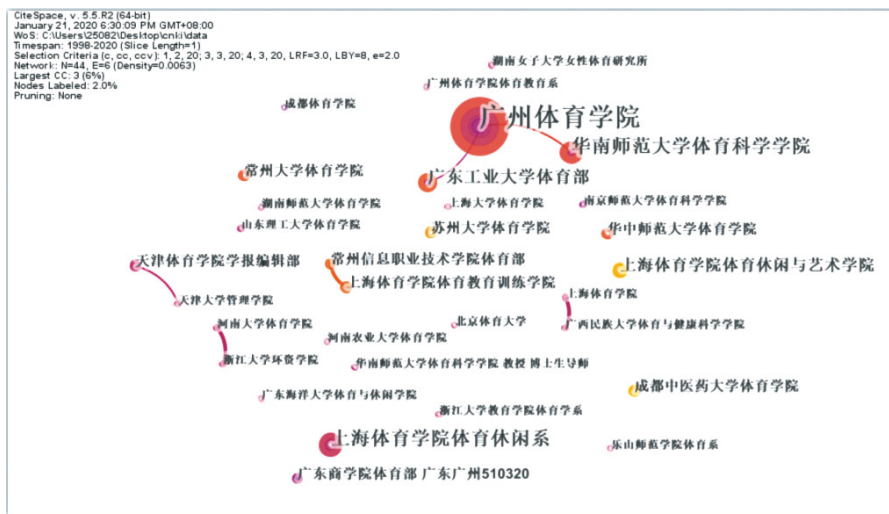 CiteSpace, v. 5.5.R2 (64-bit)
January 21, 2020 6:30:09 PM GMT+08:00
WoS: C:\Users\25082\Desktop\cnki\data
Timespan: 1998-2020 (Slice Length=1)
Selection Criteria (c, cc, ccv): 1, 2, 20; 3, 3, 20; 4, 3, 20, LRF=3.0, LBY=8, e=2.0
Network: N=44, E=6 (Density=0.0063)
Largest CC: 3 (6%)
Nodes Labeled: 2.0%
Pruning: None
湖南女子大学女性体育研究所
广州体育学院体育教育系
成都体育学院
广州体育学院
华南师范大学体育科学学院
常州大学体育学院
广东工业大学体育部
湖南师范大学体育学院
上海大学体育学院
南京师范大学体育科学学院
山东理工大学体育学院
苏州大学体育学院
华中师范大学体育学院
天津体育学院学报编辑部
常州信息职业技术学院体育部
上海体育学院体育休闲与艺术学院
上海体育学院体育教育训练学院
天津大学管理学院
上海体育学院
河南大学体育学院
北京体育大学
广西民族大学体育与健康科学学院
河南农业大学体育学院
浙江大学环资学院
华南师范大学体育科学学院 教授 博士生导师
成都中医药大学体育学院
广东海洋大学体育与休闲学院
浙江大学教育学院体育学系
上海体育学院体育休闲系
乐山师范学院体育系
广东商学院体育部 广东广州510320